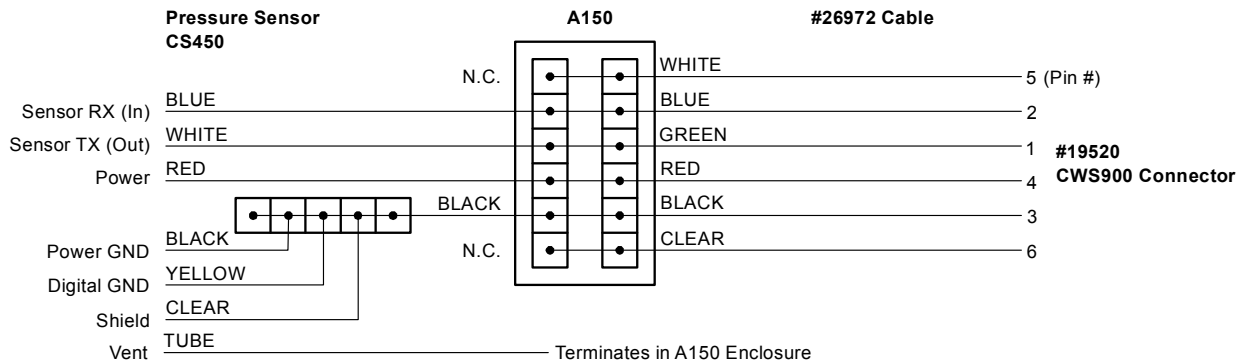 Pressure Sensor
CS450
A150
#26972 Cable
N.C.
WHITE
5 (Pin #)
Sensor RX (In)
BLUE
BLUE
2
Sensor TX (Out)
WHITE
GREEN
1
#19520
CWS900 Connector
Power
RED
RED
4
BLACK
BLACK
3
Power GND
BLACK
N.C.
CLEAR
6
Digital GND
YELLOW
Shield
CLEAR
Vent
TUBE
Terminates in A150 Enclosure